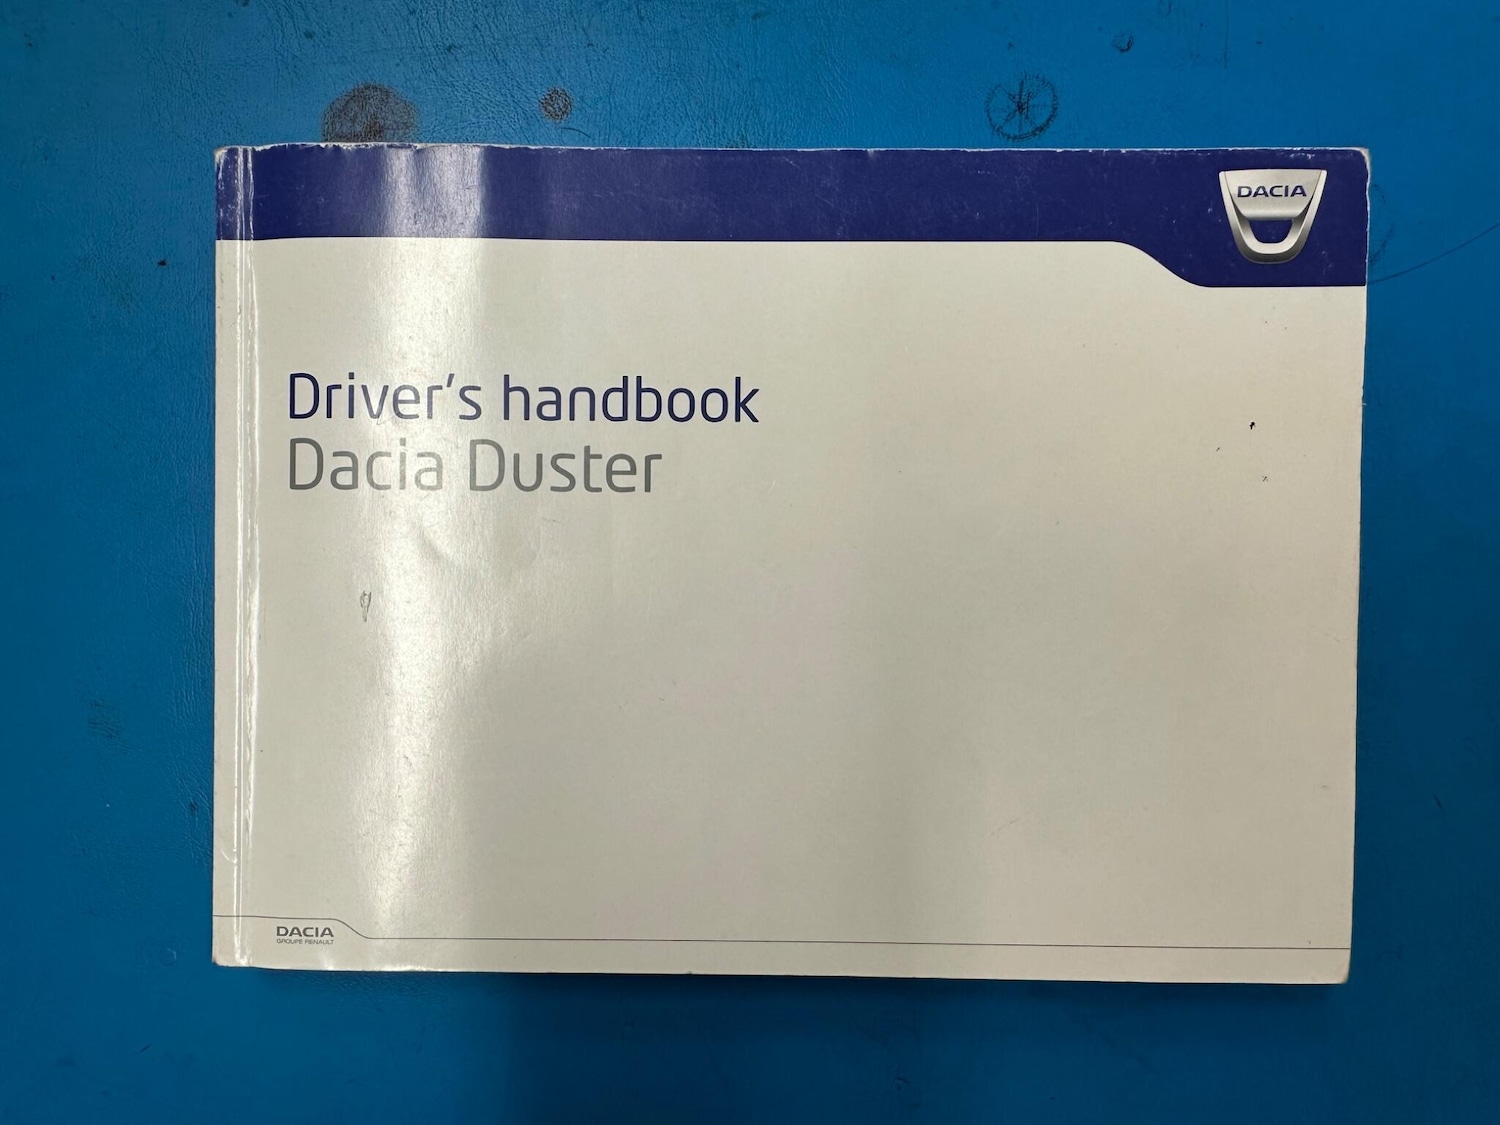 DACIA
Driver's handbook
Dacia Duster
DACIA
GROUPE RENAULT